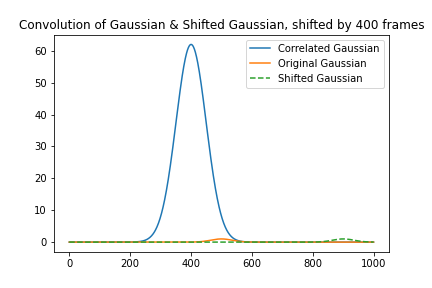 Convolution of Gaussian & Shifted Gaussian, shifted by 400 frames
Correlated Gaussian
Original Gaussian
Shifted Gaussian
60
50
40
30
20
10
0
0 200 400 600 800 1000